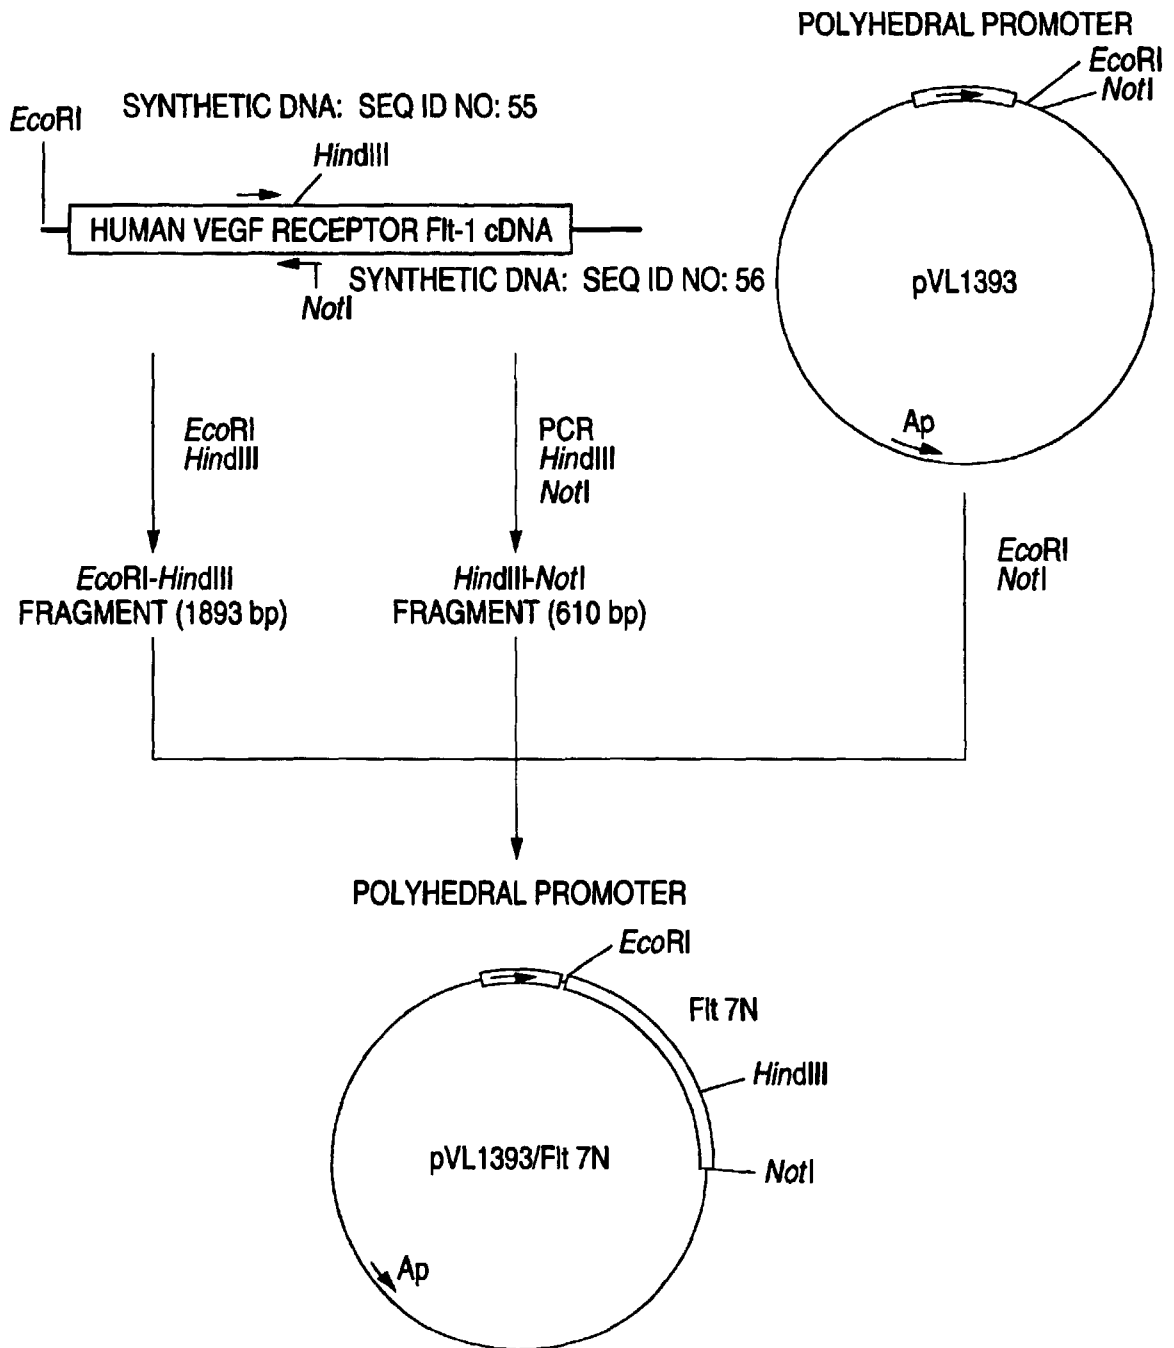 POLYHEDRAL PROMOTER
EcoRI
NotI
EcoRI
SYNTHETIC DNA: SEQ ID NO: 55
HindIII
HUMAN VEGF RECEPTOR Flt-1 cDNA
SYNTHETIC DNA: SEQ ID NO: 56
NotI
pVL1393
Ap
EcoRI
HindIII
PCR
HindIII
NotI
EcoRI
NotI
EcoRI-HindIII
FRAGMENT (1893 bp)
HindIII-NotI
FRAGMENT (610 bp)
POLYHEDRAL PROMOTER
EcoRI
Flt 7N
HindIII
pVL1393/Flt 7N
NotI
Ap